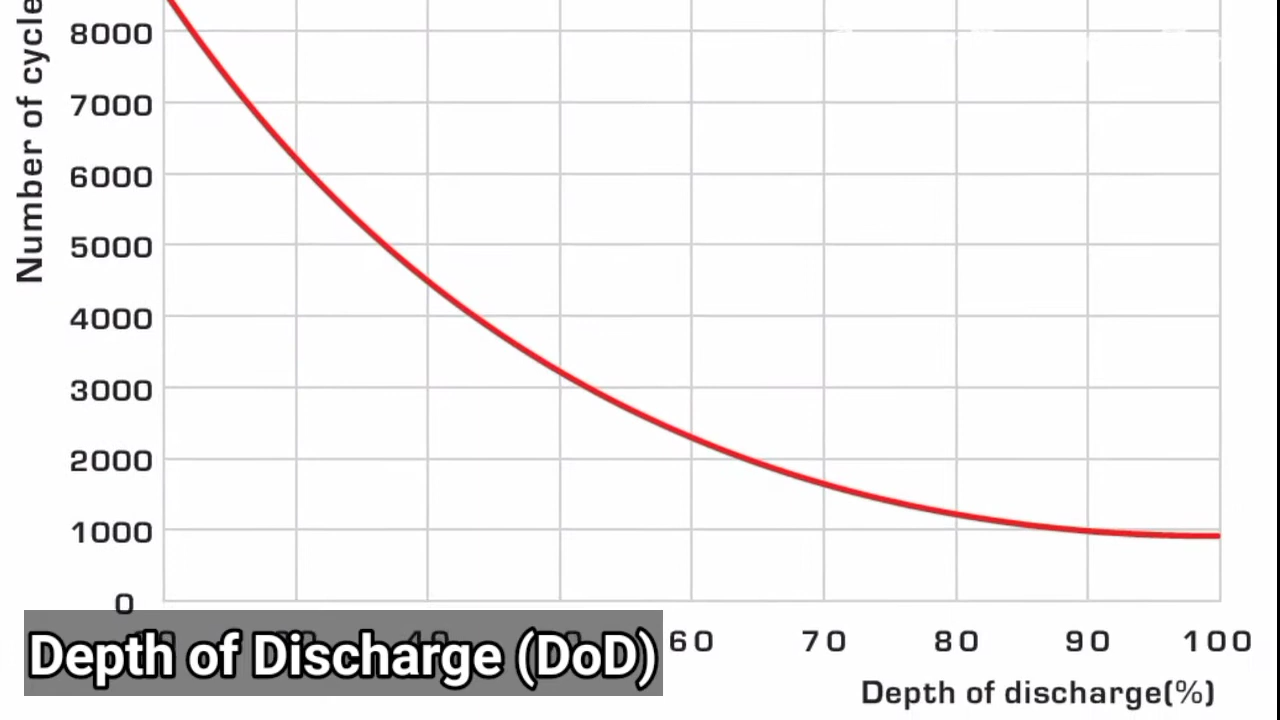 Number of cycle
8000
7000
6000
5000
4000
3000
2000
1000
0
60 70 80 90 100
Depth of discharge(%)
Depth of Discharge (DoD)